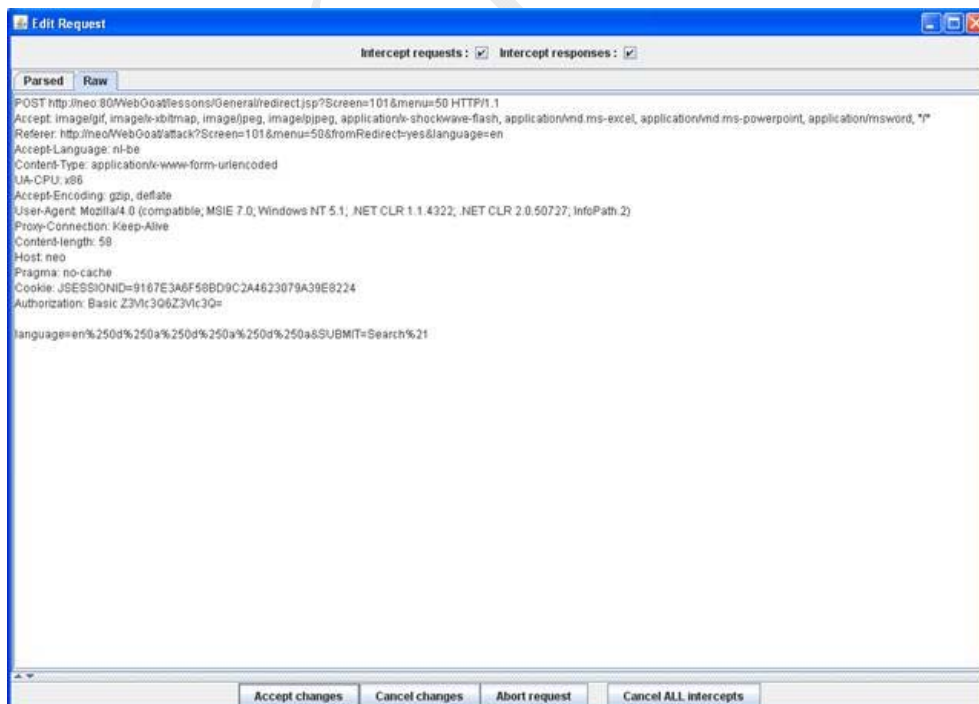 Edit Request
Intercept requests : Intercept responses :
Parsed Raw
POST http://neo:80/WebGoat/lessons/General/redirect.jsp?Screen=101&menu=50 HTTP/1.1
Accept: image/gif, image/x-xbitmap, image/jpeg, image/pjpeg, application/x-shockwave-flash, application/vnd.ms-excel, application/vnd.ms-powerpoint, application/msword, */*
Referer: http://neo/WebGoat/attack?Screen=101&menu=50&fromRedirect=yes&language=en
Accept-Language: nl-be
Content-Type: application/x-www-form-urlencoded
UA-CPU: x86
Accept-Encoding: gzip, deflate
User-Agent: Mozilla/4.0 (compatible; MSIE 7.0; Windows NT 5.1; .NET CLR 1.1.4322; .NET CLR 2.0.50727; InfoPath.2)
Proxy-Connection: Keep-Alive
Content-length: 58
Host: neo
Pragma: no-cache
Cookie: JSESSIONID=9167E3A6F58BD9C2A4623079A39E8224
Authorization: Basic Z3Vlc3Q6Z3Vlc3Q=
language=en%250d%250a%250d%250a%250d%250a&SUBMIT=Search%21
Accept changes Cancel changes Abort request Cancel ALL intercepts